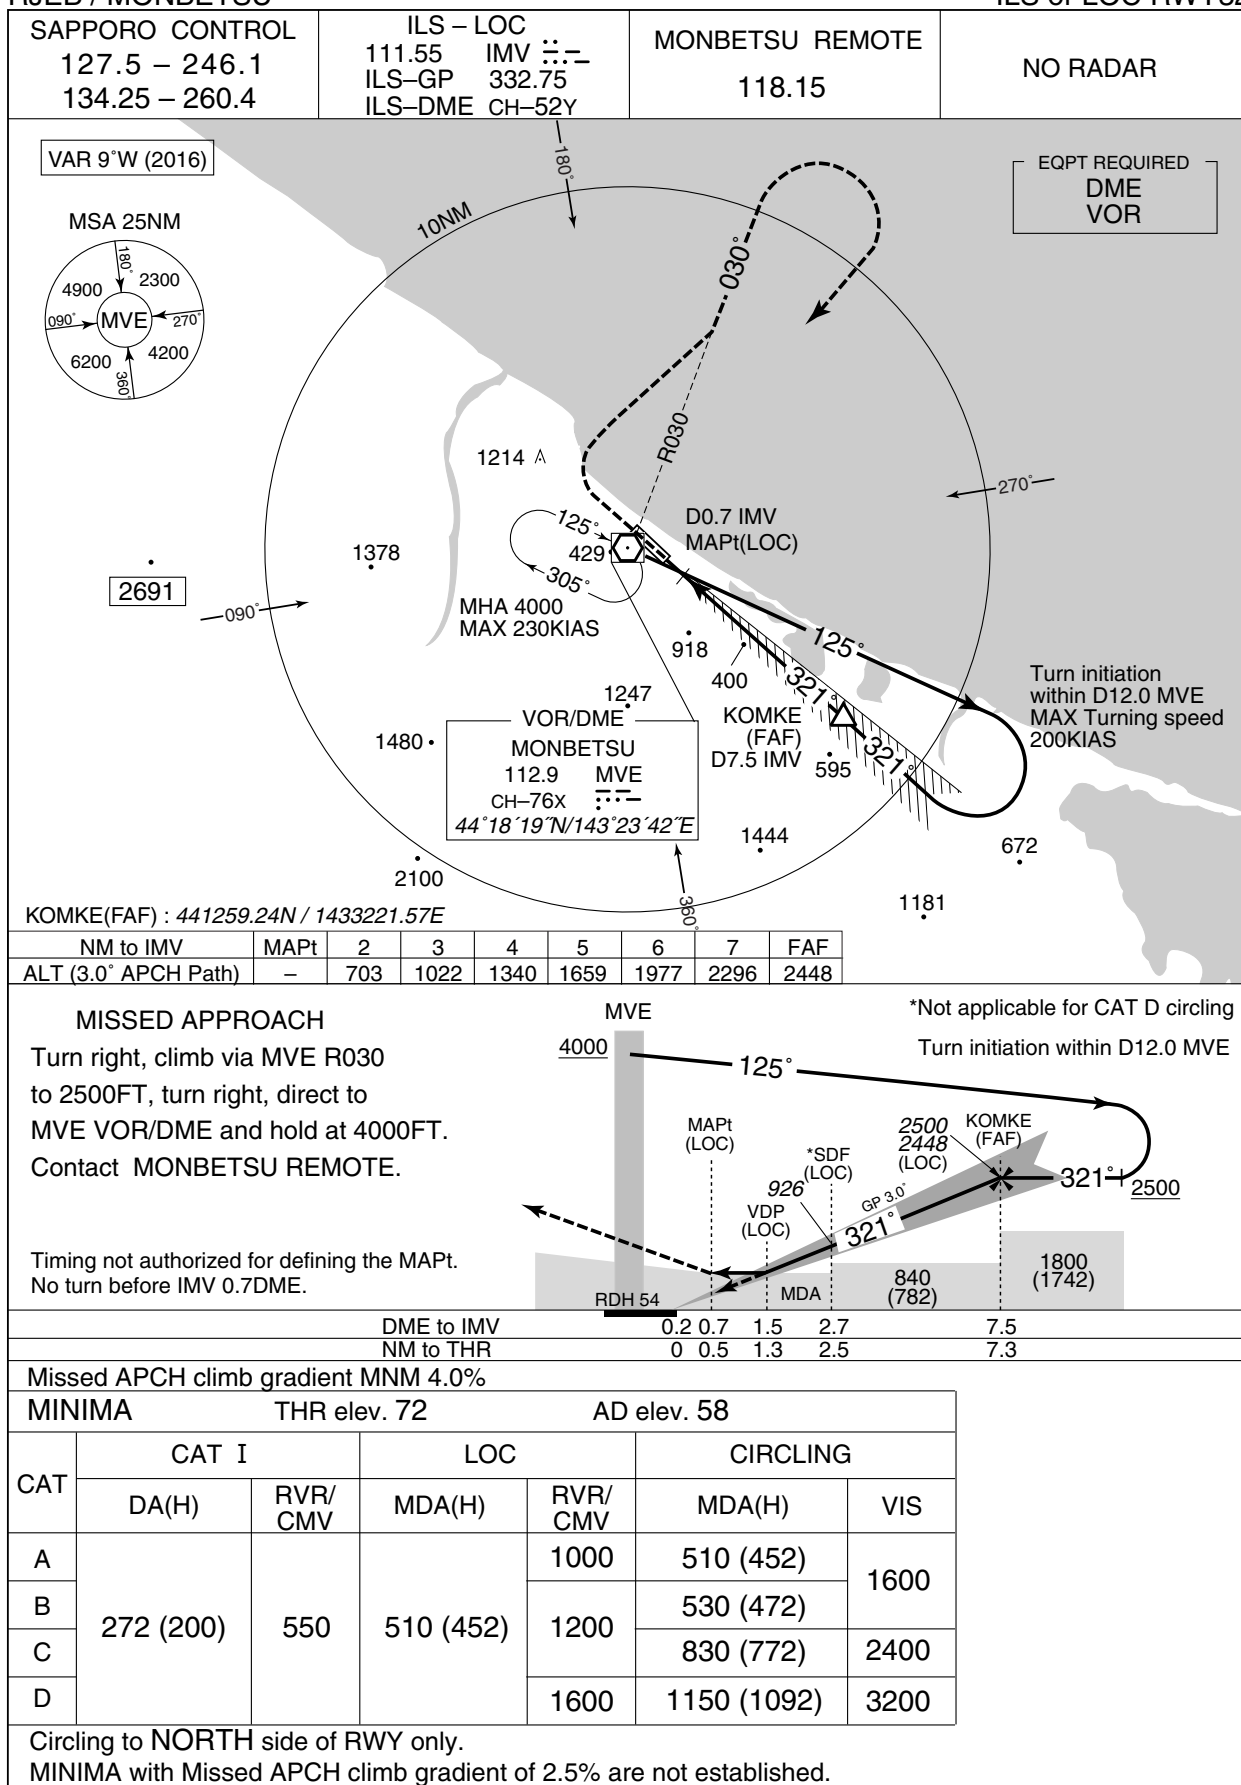 RJEB / MONBETSU
ILS or LOC RWY32
SAPPORO CONTROL
127.5 – 246.1
134.25 – 260.4
ILS – LOC
111.55 IMV
ILS–GP 332.75
ILS–DME CH–52Y
MONBETSU REMOTE
118.15
NO RADAR
VAR 9°W (2016)
EQPT REQUIRED
DME
VOR
MSA 25NM
180°
4900
2300
090°
MVE
270°
6200
4200
360°
180°
10NM
030°
R030
1214
270°
D0.7 IMV
MAPt(LOC)
125°
429
305°
1378
2691
090°
MHA 4000
MAX 230KIAS
918
125°
400
321°
Turn initiation
within D12.0 MVE
MAX Turning speed
200KIAS
1247
KOMKE
(FAF)
D7.5 IMV
595
321°
1480
VOR/DME
MONBETSU
112.9 MVE
CH–76X
44°18´19˝N/143°23´42˝E
1444
672
2100
1181
360°
KOMKE(FAF) : 441259.24N / 1433221.57E
NM to IMV MAPt 2 3 4 5 6 7 FAF
ALT (3.0° APCH Path) – 703 1022 1340 1659 1977 2296 2448
MISSED APPROACH
Turn right, climb via MVE R030
to 2500FT, turn right, direct to
MVE VOR/DME and hold at 4000FT.
Contact MONBETSU REMOTE.
Timing not authorized for defining the MAPt.
No turn before IMV 0.7DME.
MVE
*Not applicable for CAT D circling
Turn initiation within D12.0 MVE
4000
125°
MAPt
(LOC)
*SDF
(LOC)
2500
2448
(LOC)
KOMKE
(FAF)
926
VDP
(LOC)
GP 3.0°
321°
321°
2500
RDH 54
MDA
840
(782)
1800
(1742)
DME to IMV 0.2 0.7 1.5 2.7 7.5
NM to THR 0 0.5 1.3 2.5 7.3
Missed APCH climb gradient MNM 4.0%
MINIMA THR elev. 72 AD elev. 58
CAT
CAT I LOC CIRCLING
DA(H) RVR/CMV MDA(H) RVR/CMV MDA(H) VIS
A 1000 510 (452)
1600
B 530 (472)
272 (200) 550 510 (452) 1200
C 830 (772) 2400
D 1600 1150 (1092) 3200
Circling to NORTH side of RWY only.
MINIMA with Missed APCH climb gradient of 2.5% are not established.